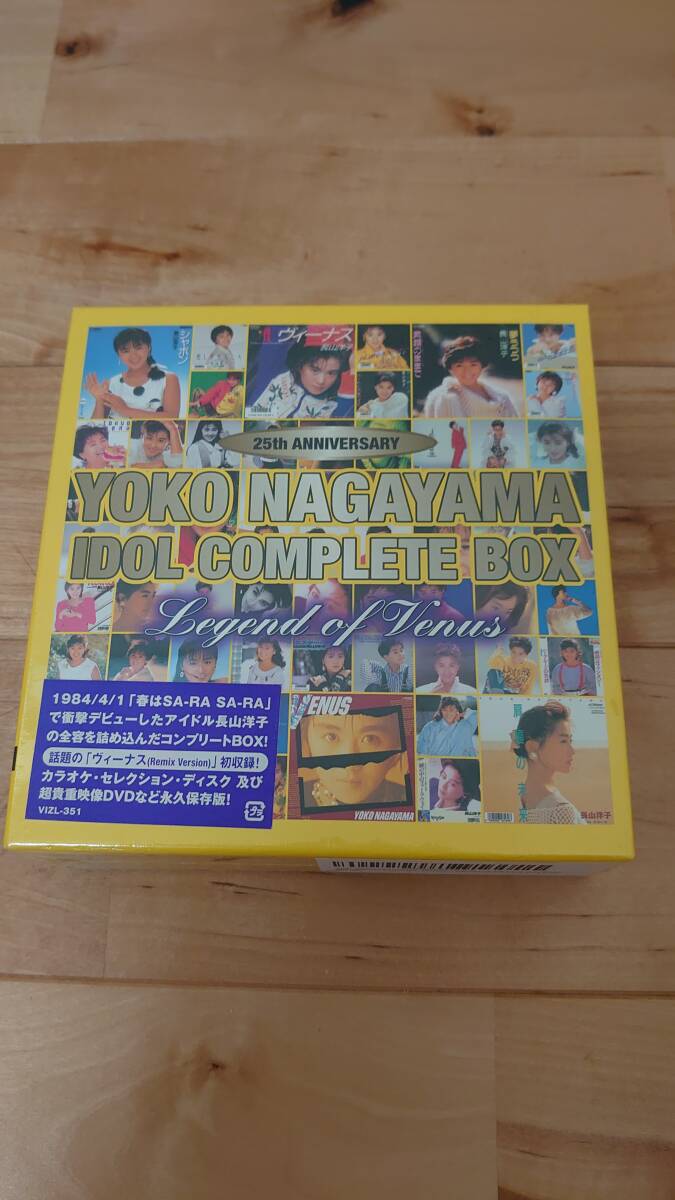 シャボン
ヴィーナス
長山洋子
25th ANNIVERSARY
YOKO NAGAYAMA
IDOL COMPLETE BOX
Legend of Venus
1984/4/1「春はSA-RA SA-RA」
で衝撃デビューしたアイドル長山洋子
の全容を詰め込んだコンプリートBOX!
話題の「ヴィーナス(Remix Version)」初収録!
カラオケ・セレクション・ディスク 及び
超貴重映像DVDなど永久保存版!
VIZL-351
VENUS
YOKO NAGAYAMA
長山洋子